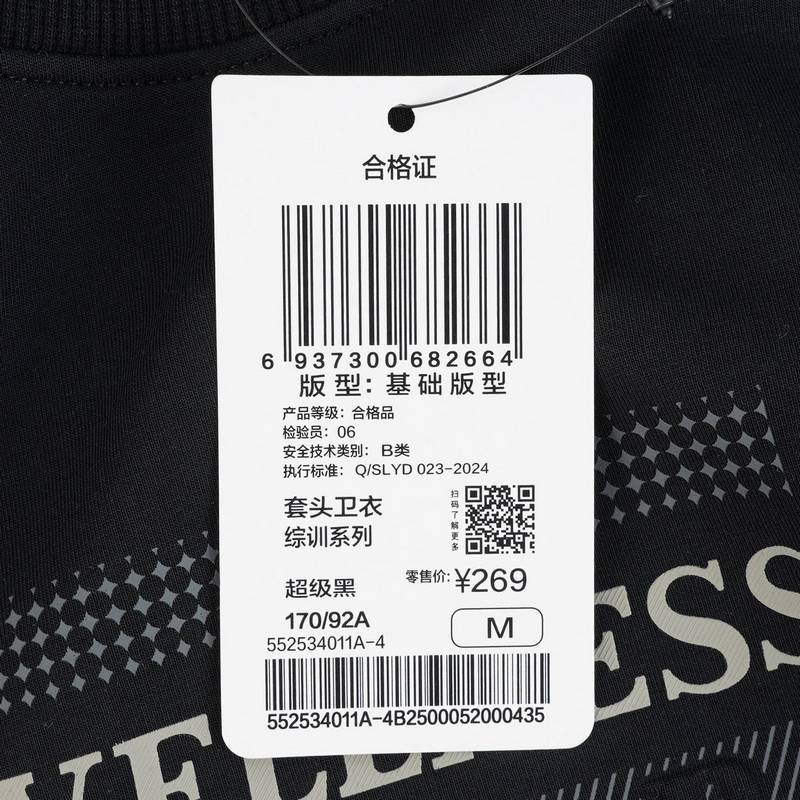 合格证
6 937300 682664
版型：基础版型
产品等级：合格品
检验员：06
安全技术类别：B类
执行标准：Q/SLYD 023-2024
套头卫衣
综训系列
扫码了解更多
超级黑
零售价:¥269
170/92A
M
552534011A-4
552534011A-4B2500052000435